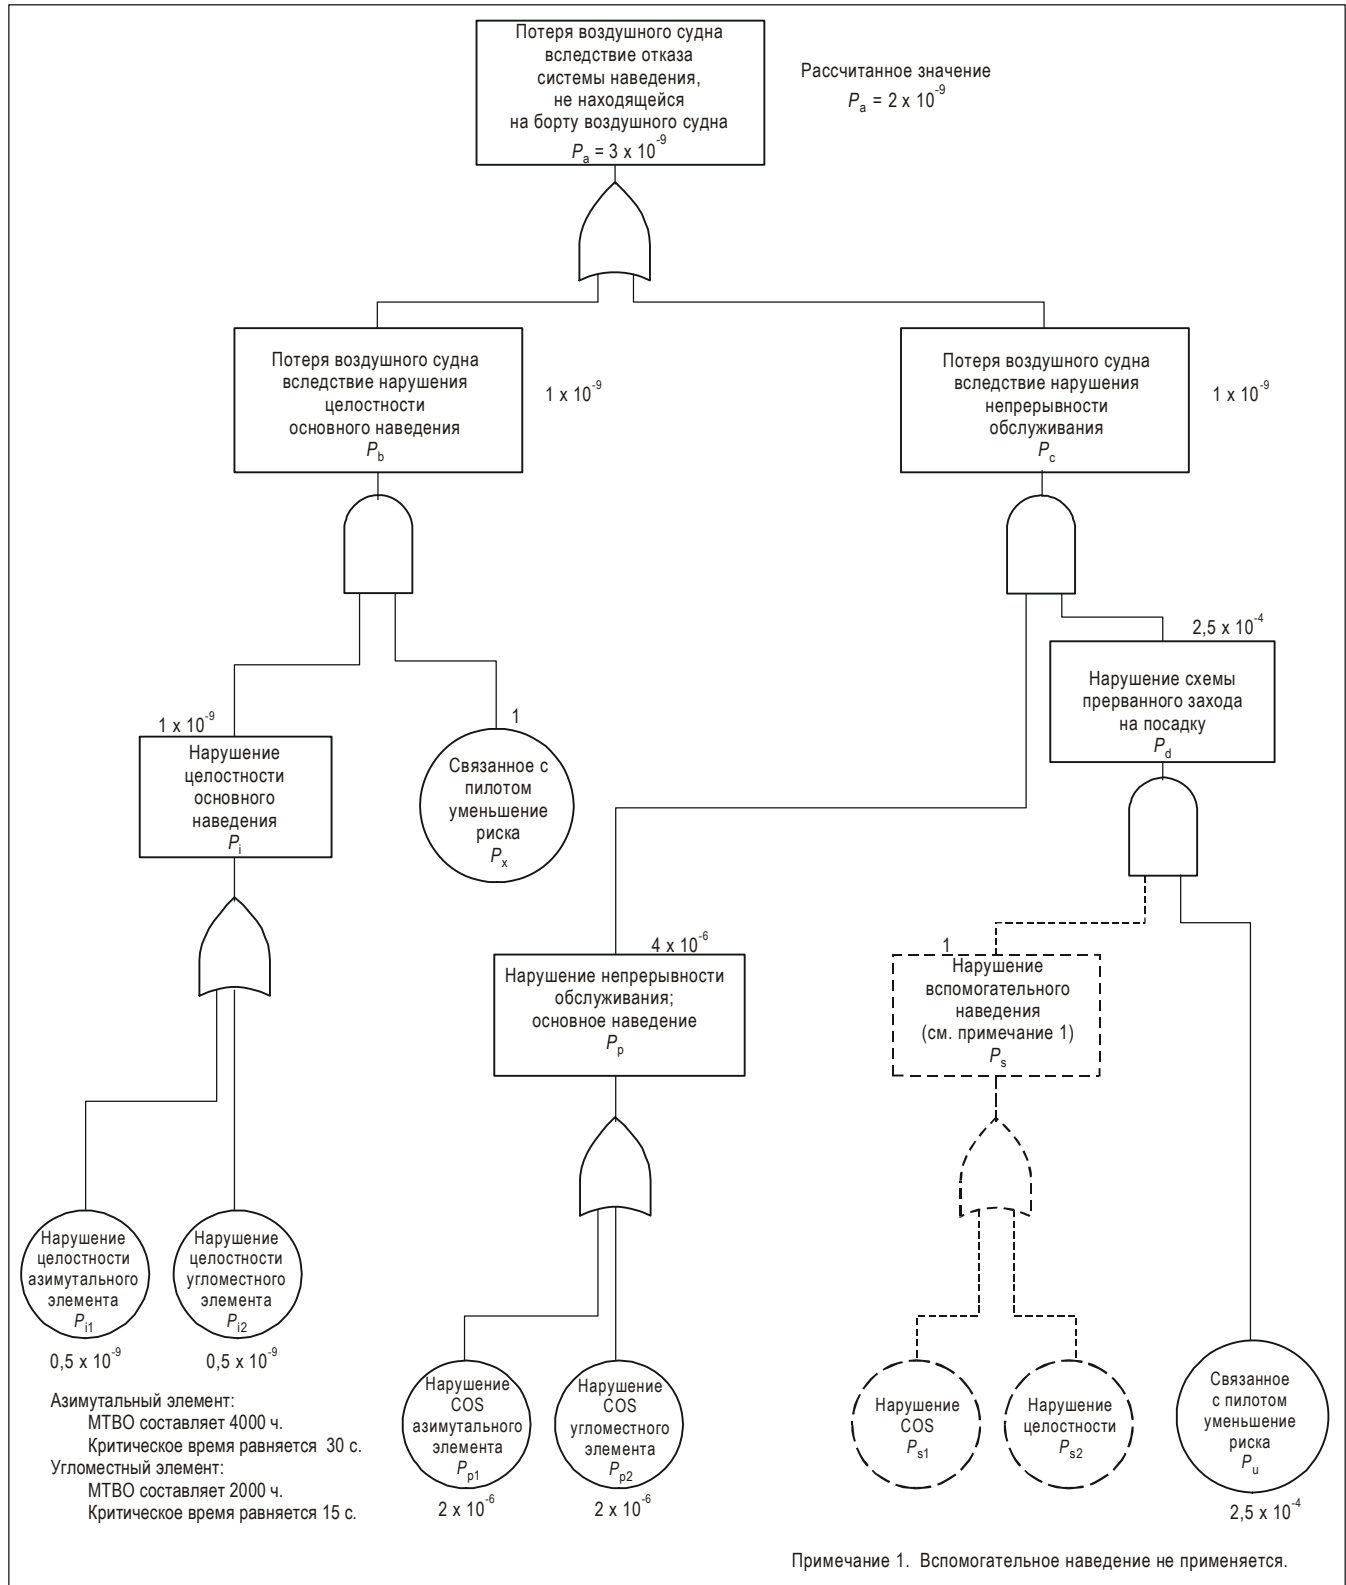 Потеря воздушного судна
вследствие отказа
системы наведения,
не находящейся
на борту воздушного судна
Pa = 3 x 10-9
Рассчитанное значение
Pa = 2 x 10-9
Потеря воздушного судна
вследствие нарушения
целостности
основного наведения
Pb
1 x 10-9
Потеря воздушного судна
вследствие нарушения
непрерывности
обслуживания
Pc
1 x 10-9
2,5 x 10-4
Нарушение схемы
прерванного захода
на посадку
Pd
1 x 10-9
Нарушение
целостности
основного
наведения
Pi
1
Связанное с
пилотом
уменьшение
риска
Px
4 x 10-6
Нарушение непрерывности
обслуживания;
основное наведение
Pp
1
Нарушение
вспомогательного
наведения
(см. примечание 1)
Ps
Нарушение
целостности
азимутального
элемента
Pi1
0,5 x 10-9
Нарушение
целостности
угломестного
элемента
Pi2
0,5 x 10-9
Азимутальный элемент:
МТВО составляет 4000 ч.
Критическое время равняется 30 с.
Угломестный элемент:
МТВО составляет 2000 ч.
Критическое время равняется 15 с.
Нарушение
COS
азимутального
элемента
Pp1
2 x 10-6
Нарушение
COS
угломестного
элемента
Pp2
2 x 10-6
Нарушение
COS
Ps1
Нарушение
целостности
Ps2
Связанное
с пилотом
уменьшение
риска
Pu
2,5 x 10-4
Примечание 1. Вспомогательное наведение не применяется.